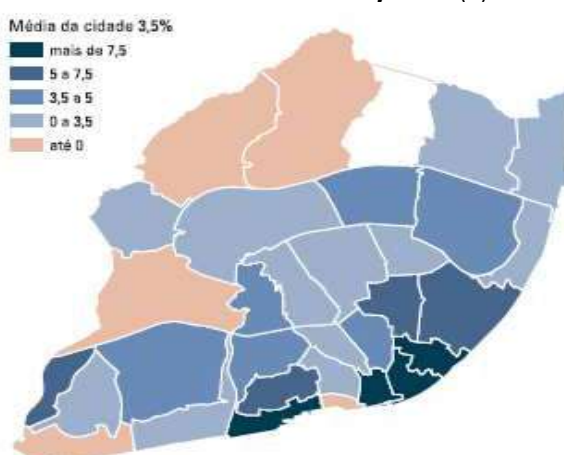 Média da cidade 3,5%
mais de 7,5
5 a 7,5
3,5 a 5
0 a 3,5
até 0